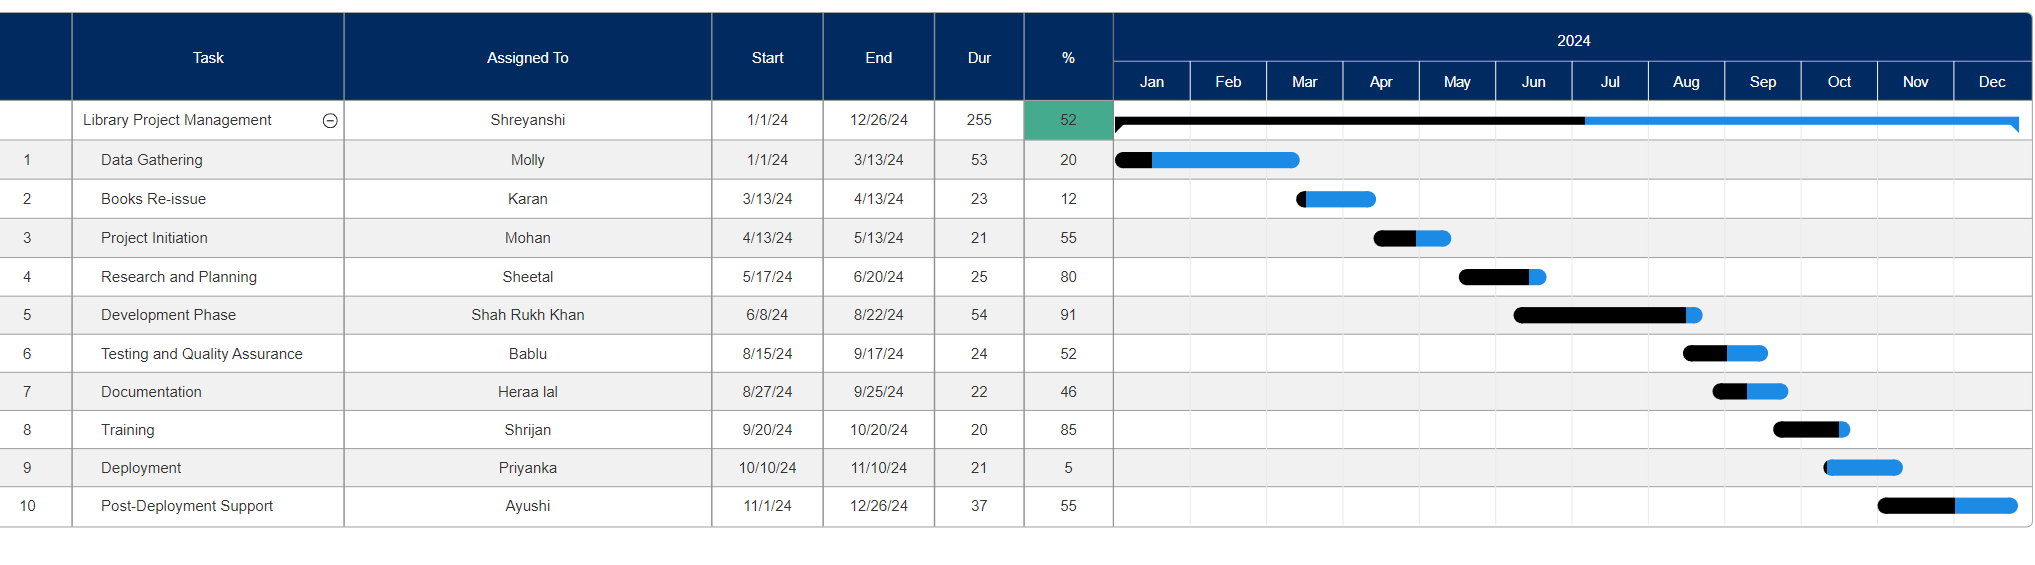 Task Assigned To Start End Dur % 2024
Jan Feb Mar Apr May Jun Jul Aug Sep Oct Nov Dec
Library Project Management Shreyanshi 1/1/24 12/26/24 255 52
1 Data Gathering Molly 1/1/24 3/13/24 53 20
2 Books Re-issue Karan 3/13/24 4/13/24 23 12
3 Project Initiation Mohan 4/13/24 5/13/24 21 55
4 Research and Planning Sheetal 5/17/24 6/20/24 25 80
5 Development Phase Shah Rukh Khan 6/8/24 8/22/24 54 91
6 Testing and Quality Assurance Bablu 8/15/24 9/17/24 24 52
7 Documentation Heraa lal 8/27/24 9/25/24 22 46
8 Training Shrijan 9/20/24 10/20/24 20 85
9 Deployment Priyanka 10/10/24 11/10/24 21 5
10 Post-Deployment Support Ayushi 11/1/24 12/26/24 37 55